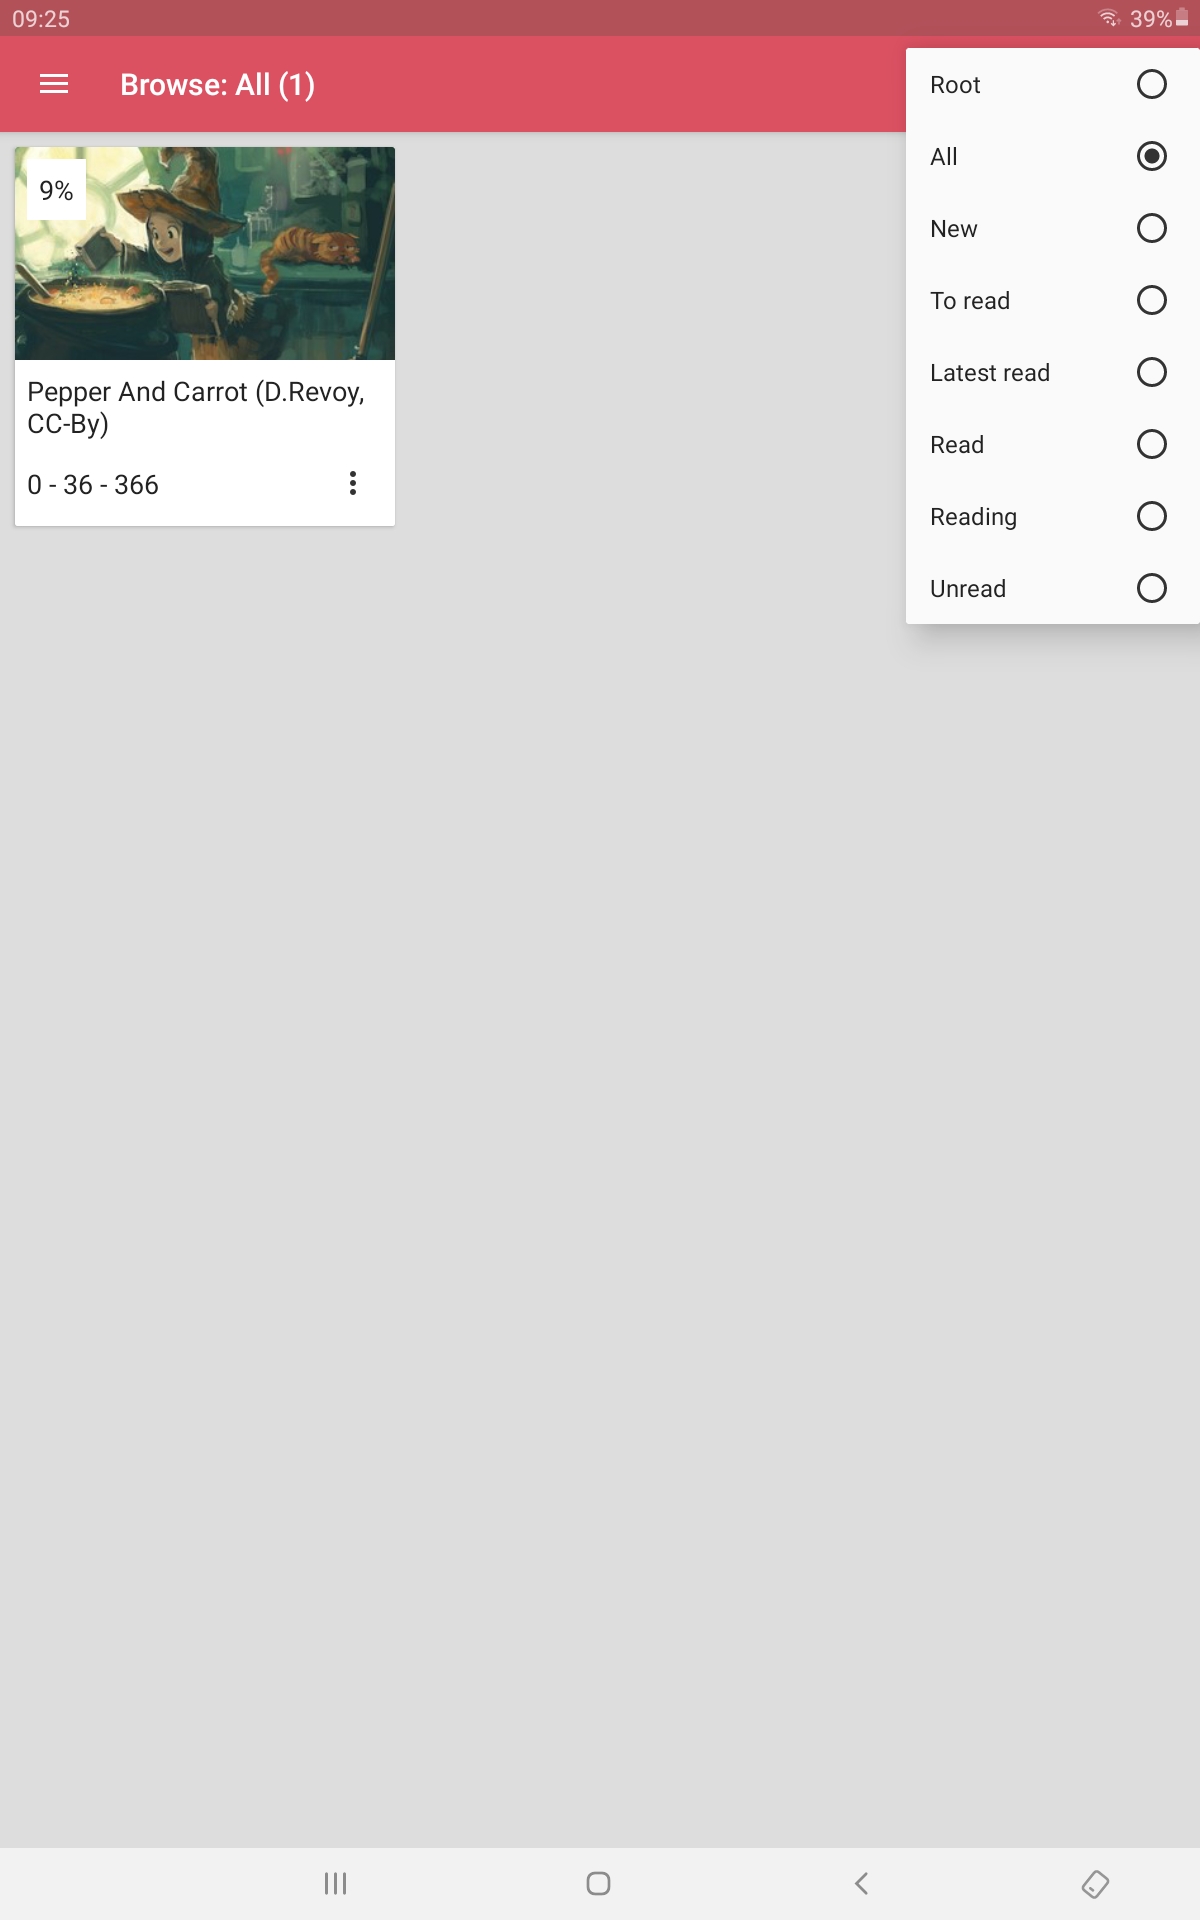 09:25
39%
Browse: All (1)
Root
All
New
To read
Latest read
Read
Reading
Unread
9%
Pepper And Carrot (D.Revoy,
CC-By)
0 - 36 - 366